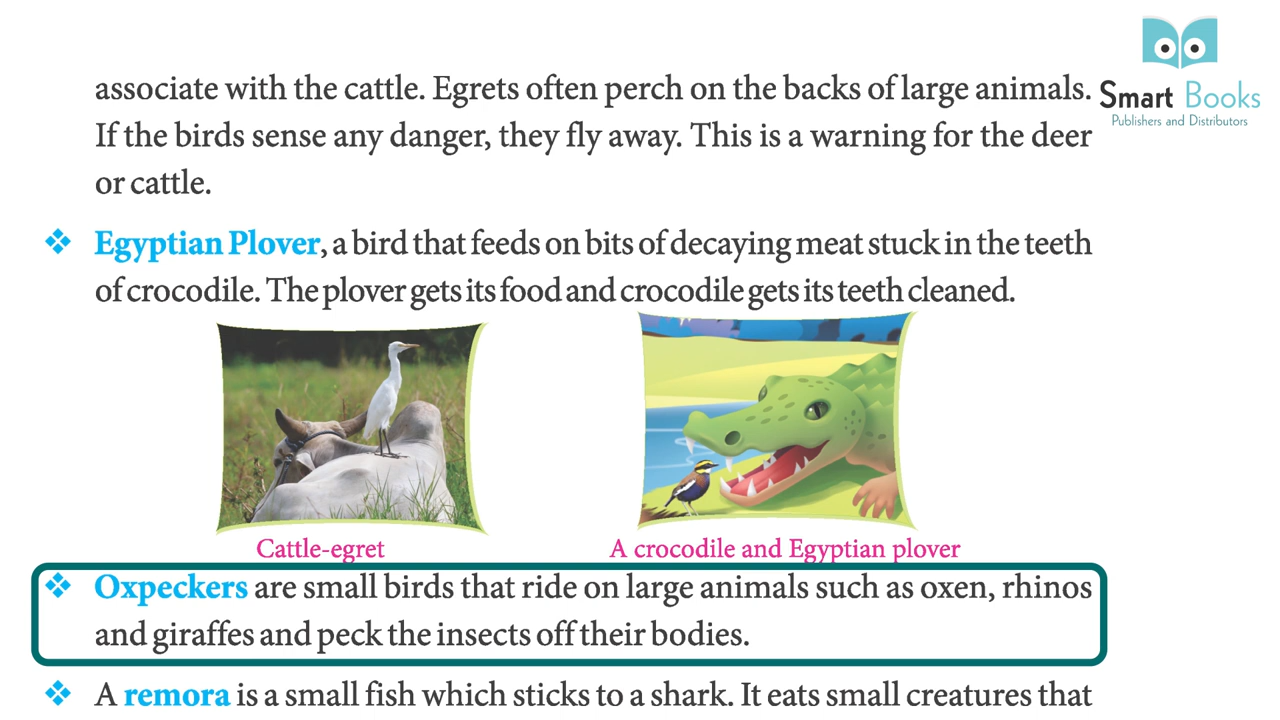 Smart Books
Publishers and Distributors
associate with the cattle. Egrets often perch on the backs of large animals.
If the birds sense any danger, they fly away. This is a warning for the deer
or cattle.
❖ Egyptian Plover, a bird that feeds on bits of decaying meat stuck in the teeth
of crocodile. The plover gets its food and crocodile gets its teeth cleaned.
Cattle-egret
A crocodile and Egyptian plover
❖ Oxpeckers are small birds that ride on large animals such as oxen, rhinos
and giraffes and peck the insects off their bodies.
❖ A remora is a small fish which sticks to a shark. It eats small creatures that